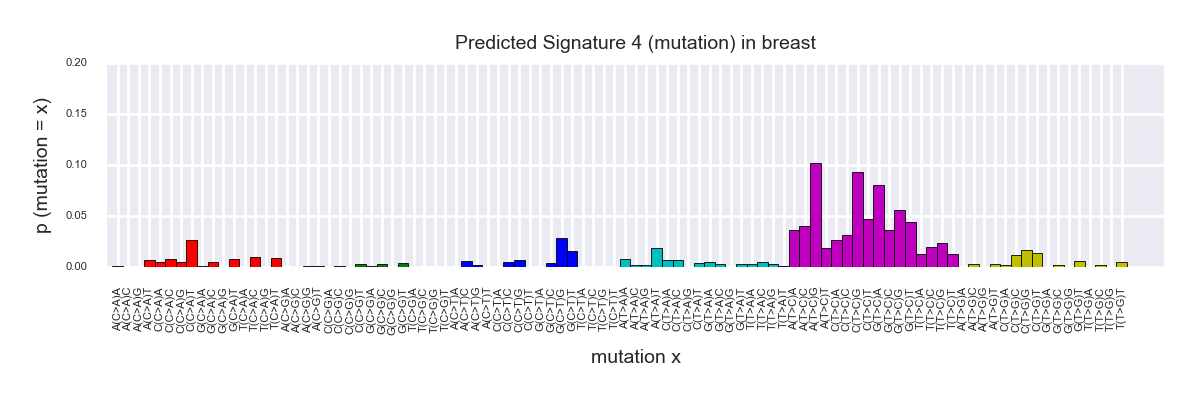 Predicted Signature 4 (mutation) in breast
0.20
0.15
0.10
0.05
0.00
p (mutation = x)
A(C>A)A
A(C>A)C
A(C>A)G
A(C>A)T
C(C>A)A
C(C>A)C
C(C>A)G
C(C>A)T
G(C>A)A
G(C>A)C
G(C>A)G
G(C>A)T
T(C>A)A
T(C>A)C
T(C>A)G
T(C>A)T
A(C>G)A
A(C>G)C
A(C>G)G
A(C>G)T
C(C>G)A
C(C>G)C
C(C>G)G
C(C>G)T
G(C>G)A
G(C>G)C
G(C>G)G
G(C>G)T
T(C>G)A
T(C>G)C
T(C>G)G
T(C>G)T
A(C>T)A
A(C>T)C
A(C>T)G
A(C>T)T
C(C>T)A
C(C>T)C
C(C>T)G
C(C>T)T
G(C>T)A
G(C>T)C
G(C>T)G
G(C>T)T
T(C>T)A
T(C>T)C
T(C>T)G
T(C>T)T
A(T>A)A
A(T>A)C
A(T>A)G
A(T>A)T
C(T>A)A
C(T>A)C
C(T>A)G
C(T>A)T
G(T>A)A
G(T>A)C
G(T>A)G
G(T>A)T
T(T>A)A
T(T>A)C
T(T>A)G
T(T>A)T
A(T>C)A
A(T>C)C
A(T>C)G
A(T>C)T
C(T>C)A
C(T>C)C
C(T>C)G
C(T>C)T
G(T>C)A
G(T>C)C
G(T>C)G
G(T>C)T
T(T>C)A
T(T>C)C
T(T>C)G
T(T>C)T
A(T>G)A
A(T>G)C
A(T>G)G
A(T>G)T
C(T>G)A
C(T>G)C
C(T>G)G
C(T>G)T
G(T>G)A
G(T>G)C
G(T>G)G
G(T>G)T
T(T>G)A
T(T>G)C
T(T>G)G
T(T>G)T
mutation x